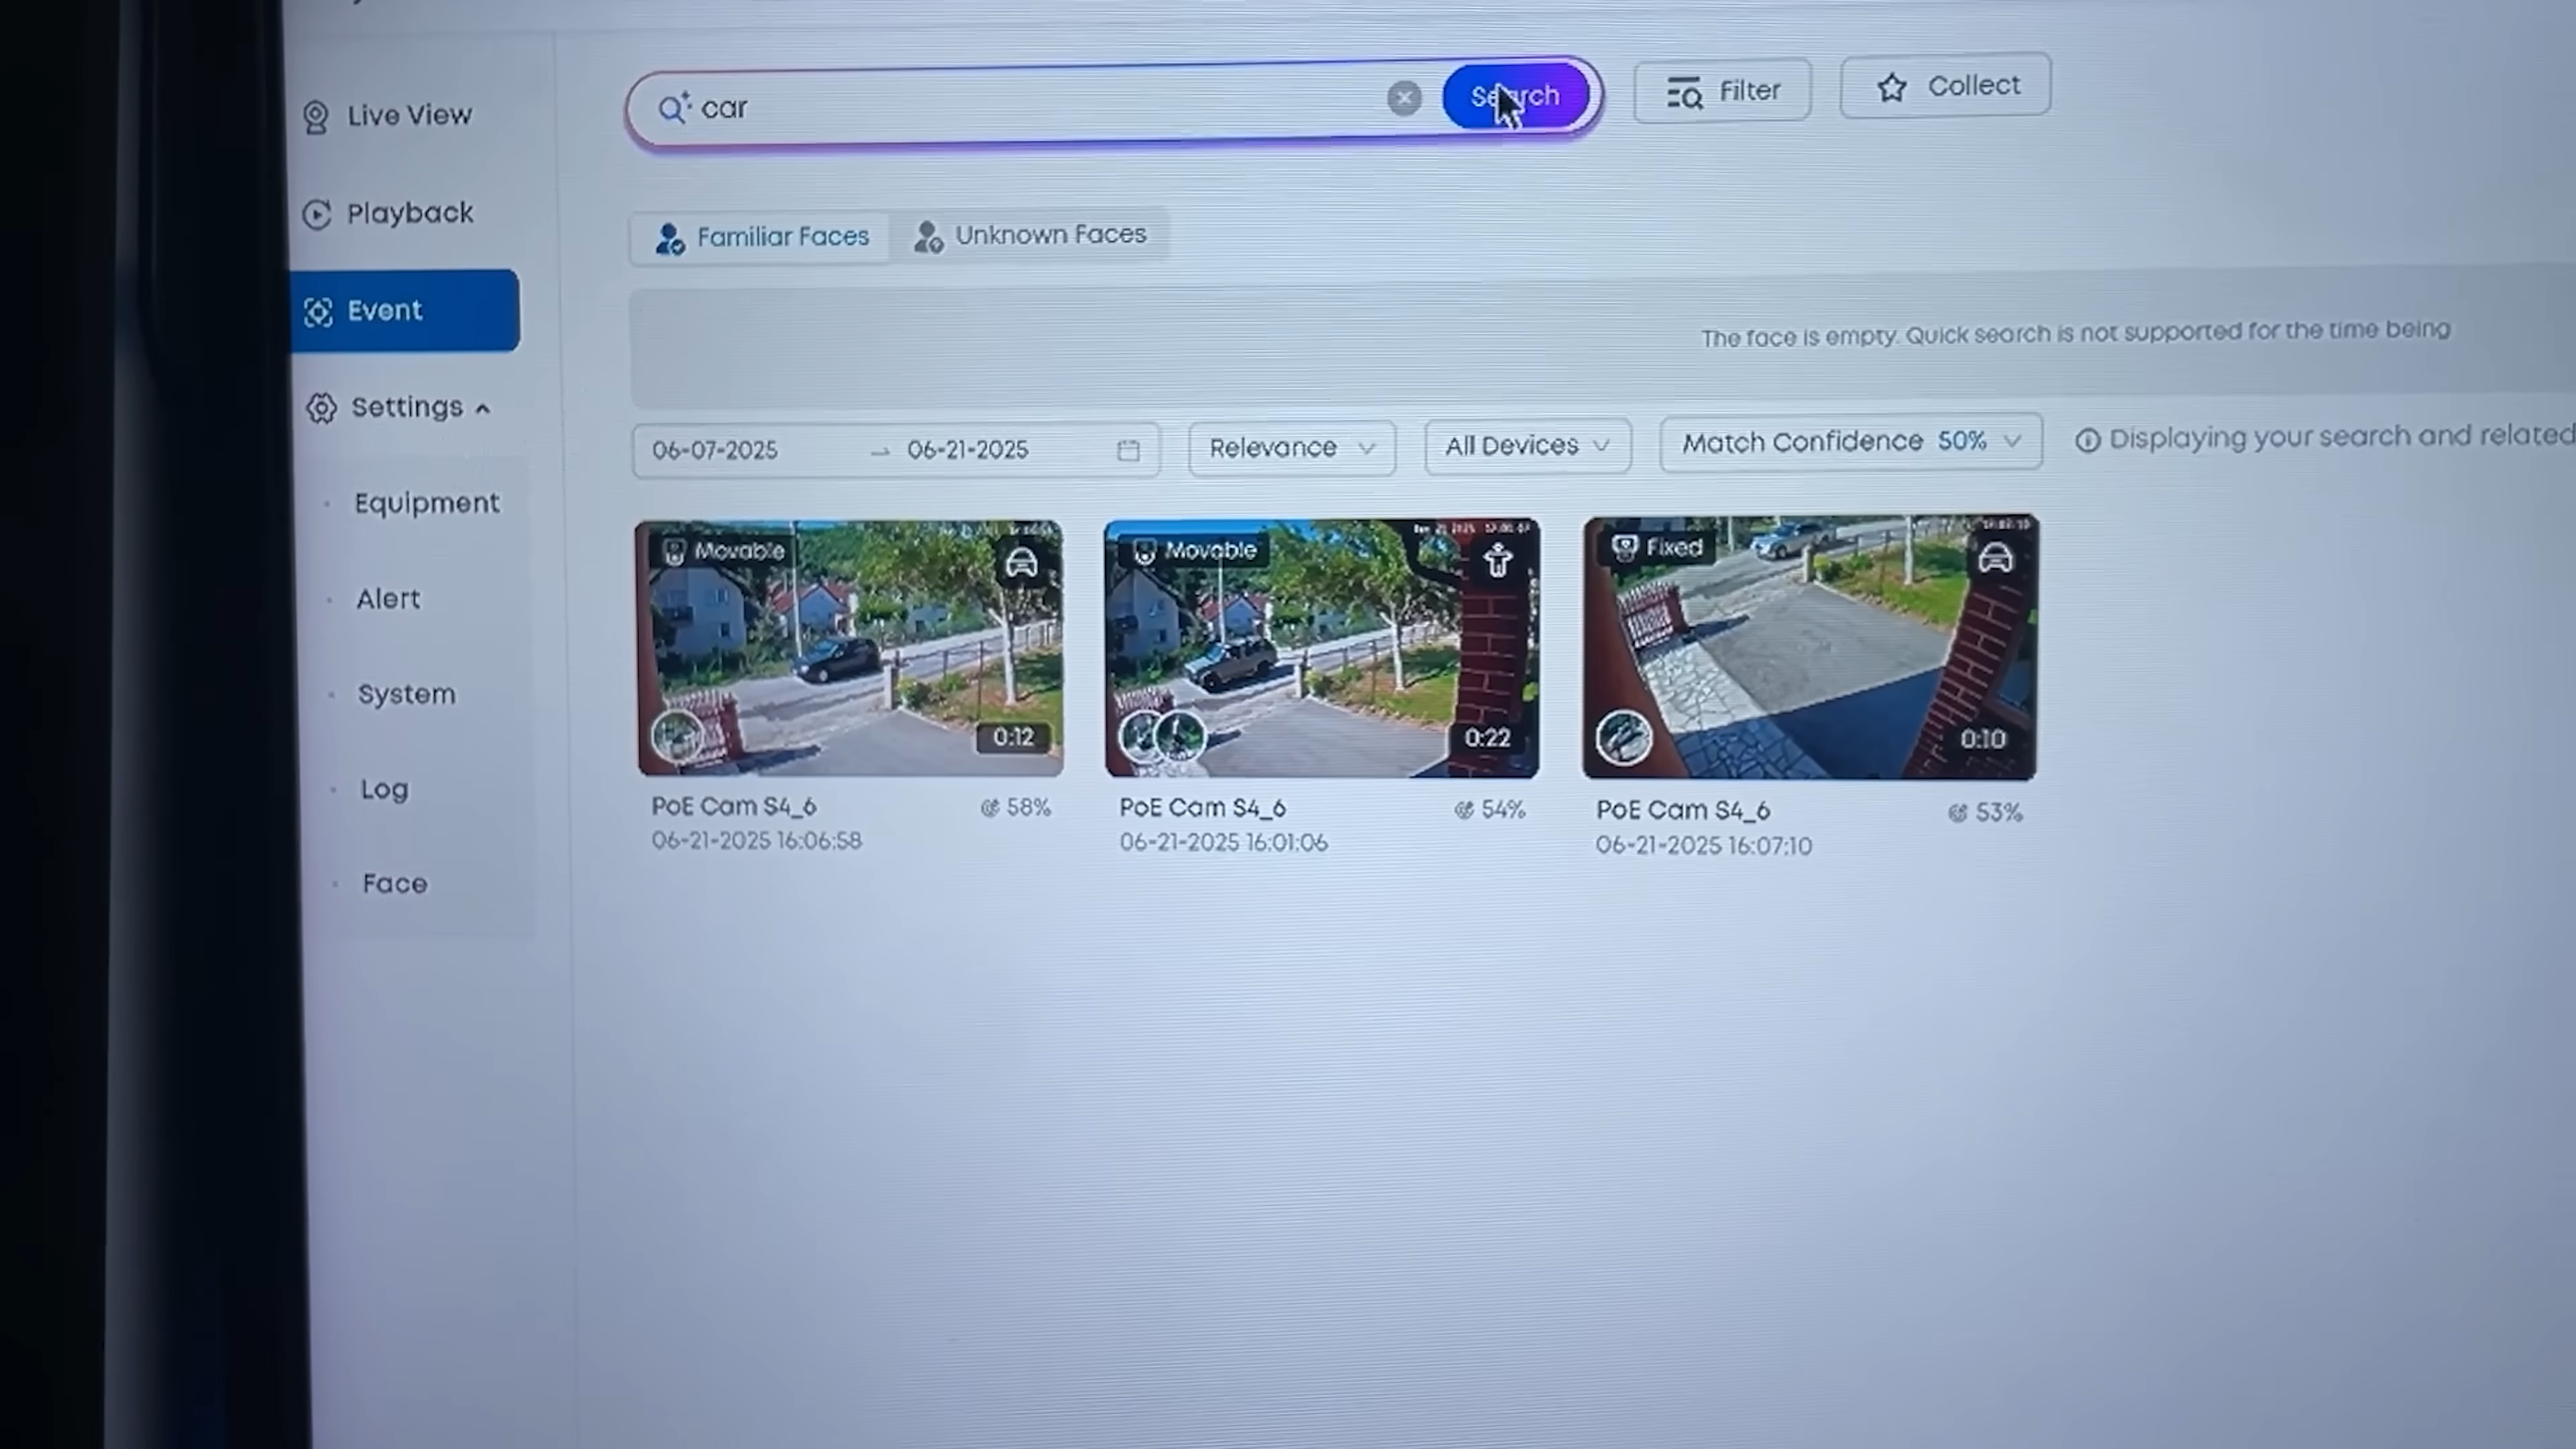 Live View
Playback
Event
Settings
Equipment
Alert
System
Log
Face
car
Search
Filter
Collect
Familiar Faces
Unknown Faces
The face is empty. Quick search is not supported for the time being
06-07-2025 → 06-21-2025
Relevance
All Devices
Match Confidence 50%
Displaying your search and related
Movable
0:12
PoE Cam S4_6
58%
06-21-2025 16:06:58
Movable
0:22
PoE Cam S4_6
54%
06-21-2025 16:01:06
Fixed
0:10
PoE Cam S4_6
53%
06-21-2025 16:07:10